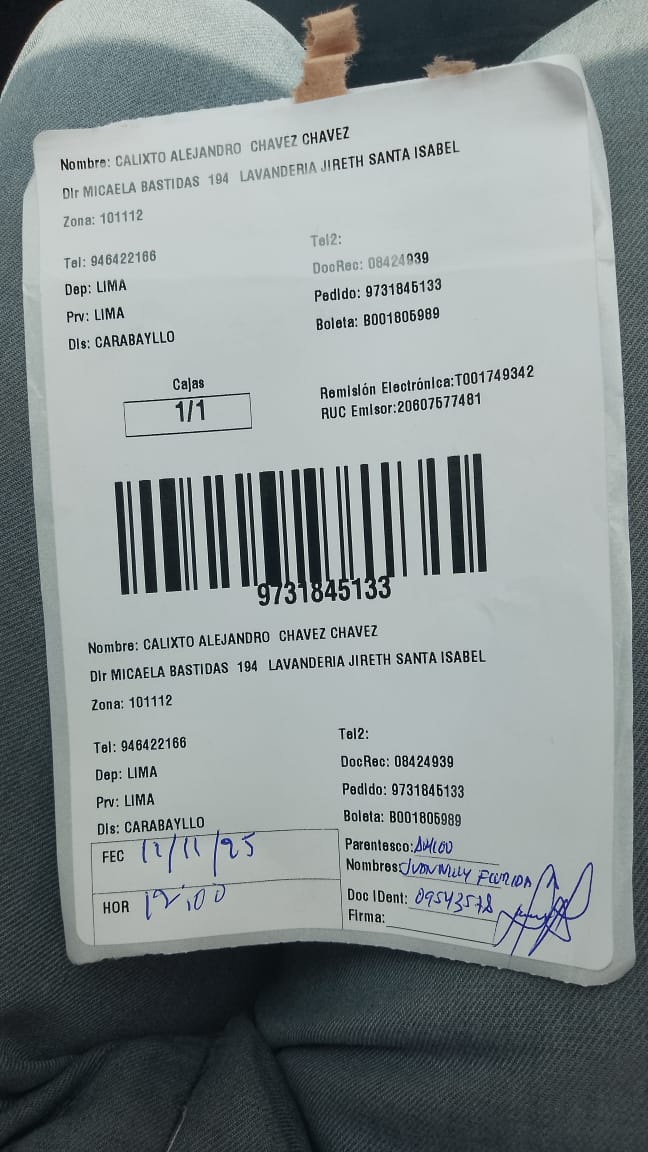 Nombre: CALIXTO ALEJANDRO CHAVEZ CHAVEZ
Dir MICAELA BASTIDAS 194 LAVANDERIA JIRETH SANTA ISABEL
Zona: 101112
Tel: 946422166 Tel2:
DocRec: 08424939
Dep: LIMA Pedido: 9731845133
Prv: LIMA Boleta: B001805989
Dis: CARABAYLLO
Cajas
1/1
Remisión Electrónica:T001749342
RUC Emisor:20607577481
9731845133
Nombre: CALIXTO ALEJANDRO CHAVEZ CHAVEZ
Dir MICAELA BASTIDAS 194 LAVANDERIA JIRETH SANTA ISABEL
Zona: 101112
Tel: 946422166 Tel2:
Dep: LIMA DocRec: 08424939
Prv: LIMA Pedido: 9731845133
Dis: CARABAYLLO Boleta: B001805989
FEC 12/11/25 Parentesco:
Nombres:
HOR 12:00 Doc IDent: 09543578
Firma: